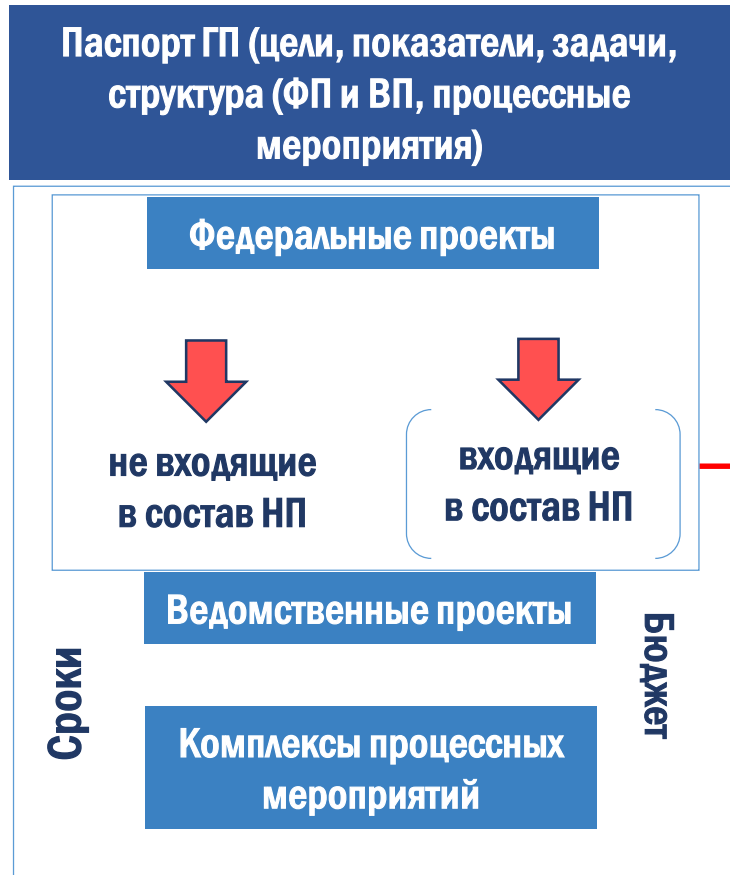 Паспорт ГП (цели, показатели, задачи,
структура (ФП и ВП, процессные
мероприятия)
Федеральные проекты
не входящие
в состав НП
входящие
в состав НП
Ведомственные проекты
Сроки
Бюджет
Комплексы процессных
мероприятий